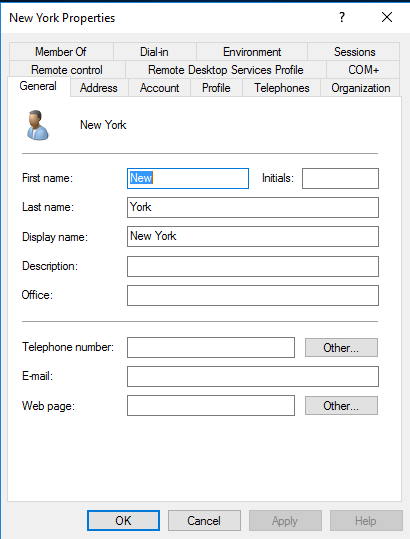 New York Properties ? ×
Member Of Dial-in Environment Sessions
Remote control Remote Desktop Services Profile COM+
General Address Account Profile Telephones Organization
New York
First name: New Initials:
Last name: York
Display name: New York
Description:
Office:
Telephone number: Other...
E-mail:
Web page: Other...
OK Cancel Apply Help